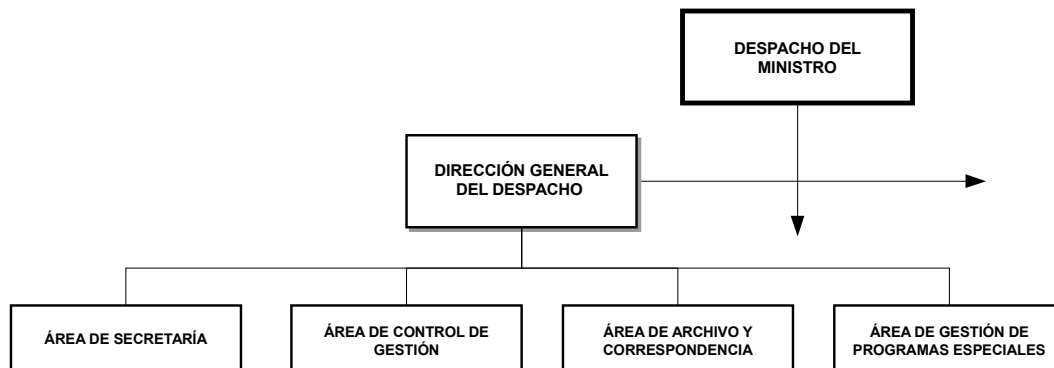 DESPACHO DEL
MINISTRO
DIRECCIÓN GENERAL
DEL DESPACHO
ÁREA DE SECRETARÍA
ÁREA DE CONTROL DE
GESTIÓN
ÁREA DE ARCHIVO Y
CORRESPONDENCIA
ÁREA DE GESTIÓN DE
PROGRAMAS ESPECIALES